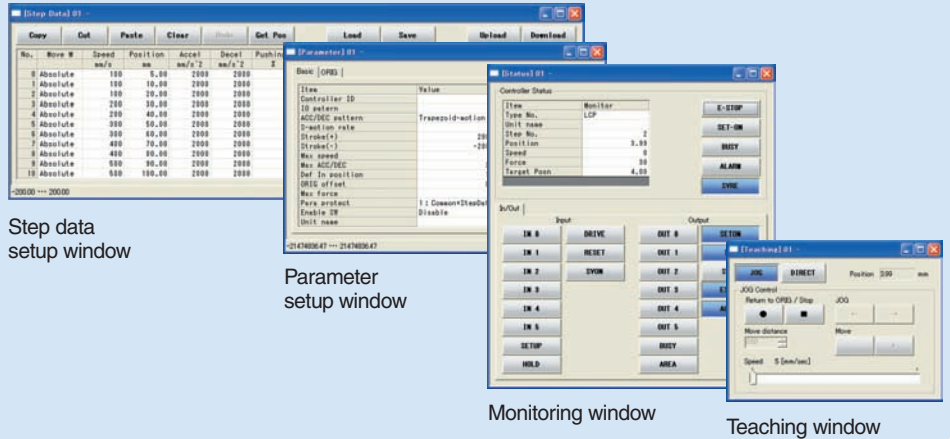 [Step Data] 01 -
Copy Cut Paste Clear Undo Get Pos Load Save Upload Download
No. Move M Speed Position Accel Decel Pushing
mm/s mm mm/s^2 mm/s^2 %
0 Absolute 100 5.00 2000 2000
1 Absolute 100 10.00 2000 2000
2 Absolute 100 20.00 2000 2000
3 Absolute 200 30.00 2000 2000
4 Absolute 200 40.00 2000 2000
5 Absolute 300 50.00 2000 2000
6 Absolute 300 60.00 2000 2000
7 Absolute 400 70.00 2000 2000
8 Absolute 400 80.00 2000 2000
9 Absolute 500 90.00 2000 2000
10 Absolute 500 100.00 2000 2000
-200.00 --- 200.00
Step data
setup window
[Parameter] 01 -
Basic ORIG
Item Value
Controller ID
IO patern
ACC/DEC pattern Trapezoid-motion
S-motion rate
Stroke(+)
Stroke(-)
Max speed
Max ACC/DEC
Def In position
ORIG offset
Max force
Para protect 1: Common+StepDat
Enable SW Disable
Unit name
-2147483647 --- 2147483647
Parameter
setup window
[Status] 01 -
Controller Status
Item Monitor
Type No. LCP
Unit name
Step No. 2
Position 3.99
Speed 0
Force 30
Target Posn 4.00
E-STOP
SET-ON
BUSY
ALARM
SVRE
In/Out
Input Output
IN 0 DRIVE OUT 0 SETON
IN 1 RESET OUT 1
IN 2 SVON OUT 2
IN 3 OUT 3
IN 4 OUT 4
IN 5 OUT 5
SETUP BUSY
HOLD AREA
Monitoring window
[Teaching] 01 -
JOG DIRECT Position 3.99 mm
JOG Control
Return to ORIG / Stop JOG
Move distance Move
Speed 5 [mm/sec]
Teaching window